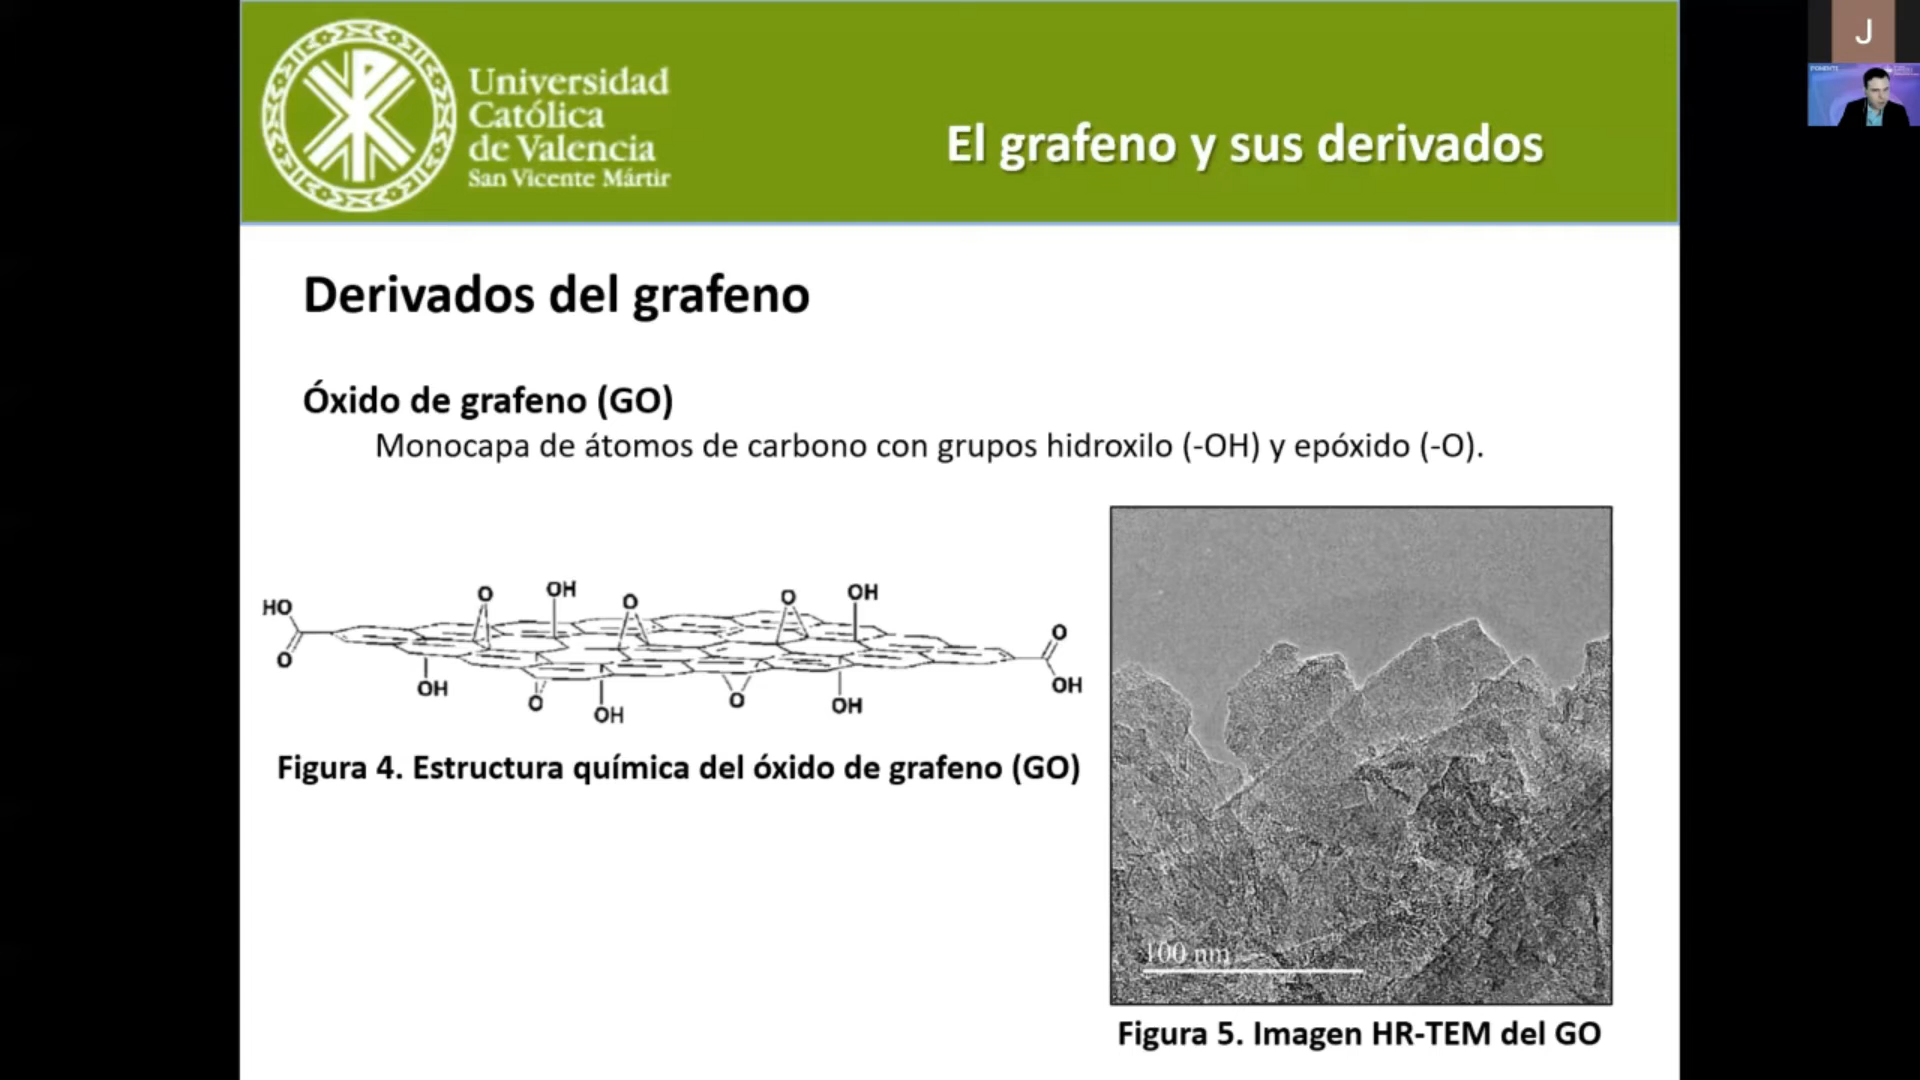 Universidad
Católica
de Valencia
San Vicente Mártir
El grafeno y sus derivados
J
PONENTE
Derivados del grafeno
Óxido de grafeno (GO)
Monocapa de átomos de carbono con grupos hidroxilo (-OH) y epóxido (-O).
HO
O
O
OH
O
O
OH
O
OH
OH
O
OH
O
OH
Figura 4. Estructura química del óxido de grafeno (GO)
100 nm
Figura 5. Imagen HR-TEM del GO